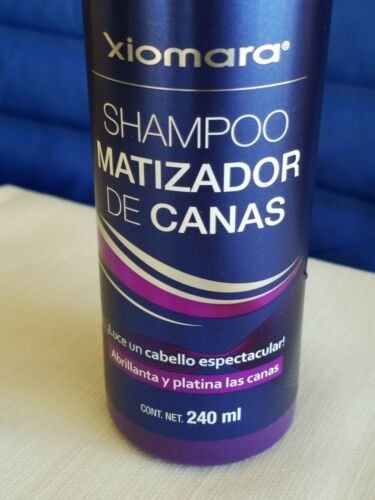 xiomara®
SHAMPOO
MATIZADOR
DE CANAS
¡Luce un cabello espectacular!
Abrillanta y platina las canas
CONT. NET. 240 ml